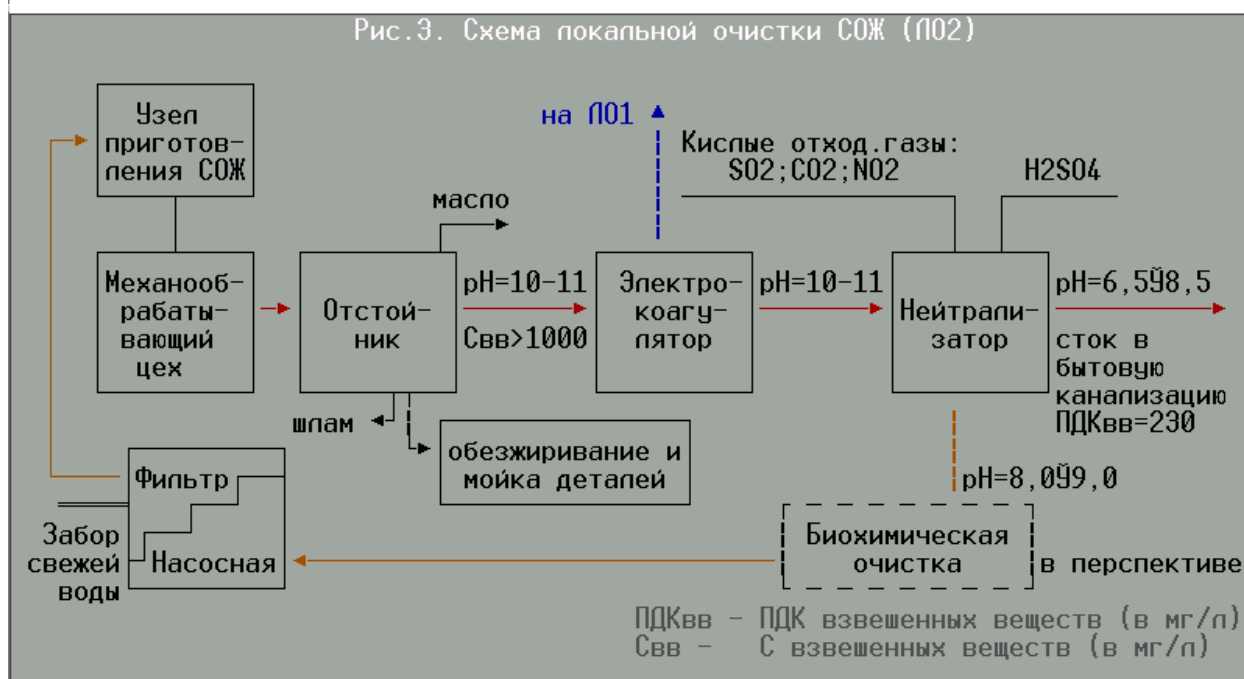 Рис.3. Схема локальной очистки СОЖ (ЛО2)
Узел
приготов-
ления СОЖ
на ЛО1
Кислые отход.газы:
SO2;CO2;NO2
H2SO4
масло
Механооб-
рабаты-
вающий
цех
Отстой-
ник
pH=10-11
Cвв>1000
Электро-
коагу-
лятор
pH=10-11
Нейтрали-
затор
pH=6,5Ў8,5
сток в
бытовую
канализацию
ПДКвв=230
шлам
обезжиривание и
мойка деталей
pH=8,0Ў9,0
Фильтр
Насосная
Забор
свежей
воды
Биохимическая
очистка
в перспективе
ПДКвв - ПДК взвешенных веществ (в мг/л)
Свв - С взвешенных веществ (в мг/л)